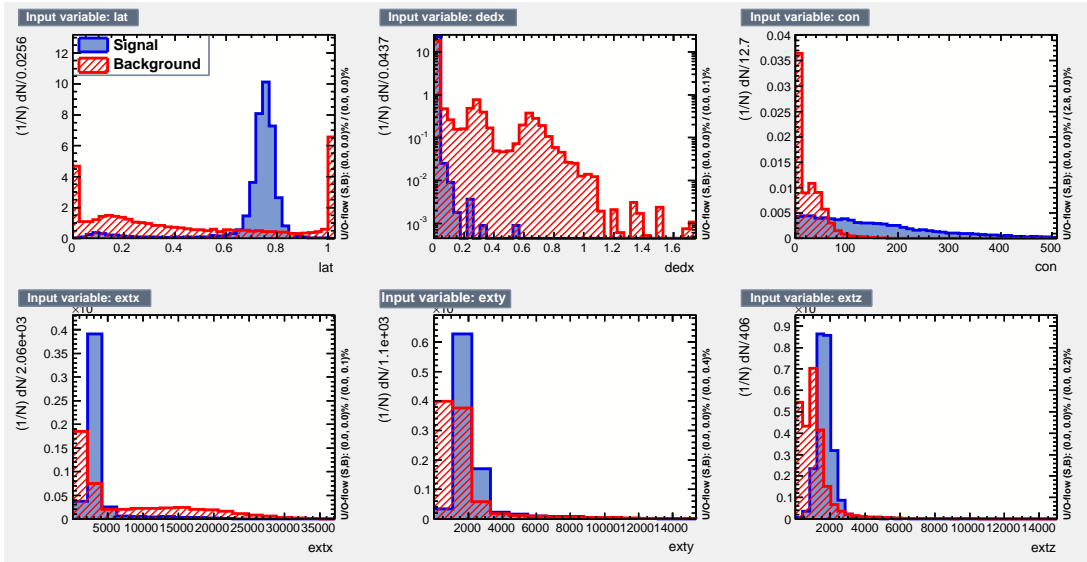 Input variable: lat
(1/N) dN/0.0256
12
10
8
6
4
2
0
0 0.2 0.4 0.6 0.8 1
lat
Signal
Background
U/O-flow (S,B): (0.0, 0.0)% / (0.0, 0.0)%
Input variable: dedx
(1/N) dN/0.0437
10
1
10-1
10-2
10-3
0 0.2 0.4 0.6 0.8 1 1.2 1.4 1.6
dedx
U/O-flow (S,B): (0.0, 0.0)% / (0.0, 0.1)%
Input variable: con
(1/N) dN/12.7
0.04
0.035
0.03
0.025
0.02
0.015
0.01
0.005
0
0 100 200 300 400 500
con
U/O-flow (S,B): (0.0, 0.0)% / (2.8, 0.0)%
Input variable: extx
(1/N) dN/2.06e+03
0.4
0.35
0.3
0.25
0.2
0.15
0.1
0.05
0
5000 10000 15000 20000 25000 30000 35000
extx
U/O-flow (S,B): (0.0, 0.0)% / (0.0, 0.1)%
Input variable: exty
(1/N) dN/1.1e+03
0.6
0.5
0.4
0.3
0.2
0.1
0
2000 4000 6000 8000 10000 12000 14000
exty
U/O-flow (S,B): (0.0, 0.0)% / (0.0, 0.4)%
Input variable: extz
(1/N) dN/406
0.9
0.8
0.7
0.6
0.5
0.4
0.3
0.2
0.1
0
2000 4000 6000 8000 10000 12000 14000
extz
U/O-flow (S,B): (0.0, 0.0)% / (0.0, 0.2)%